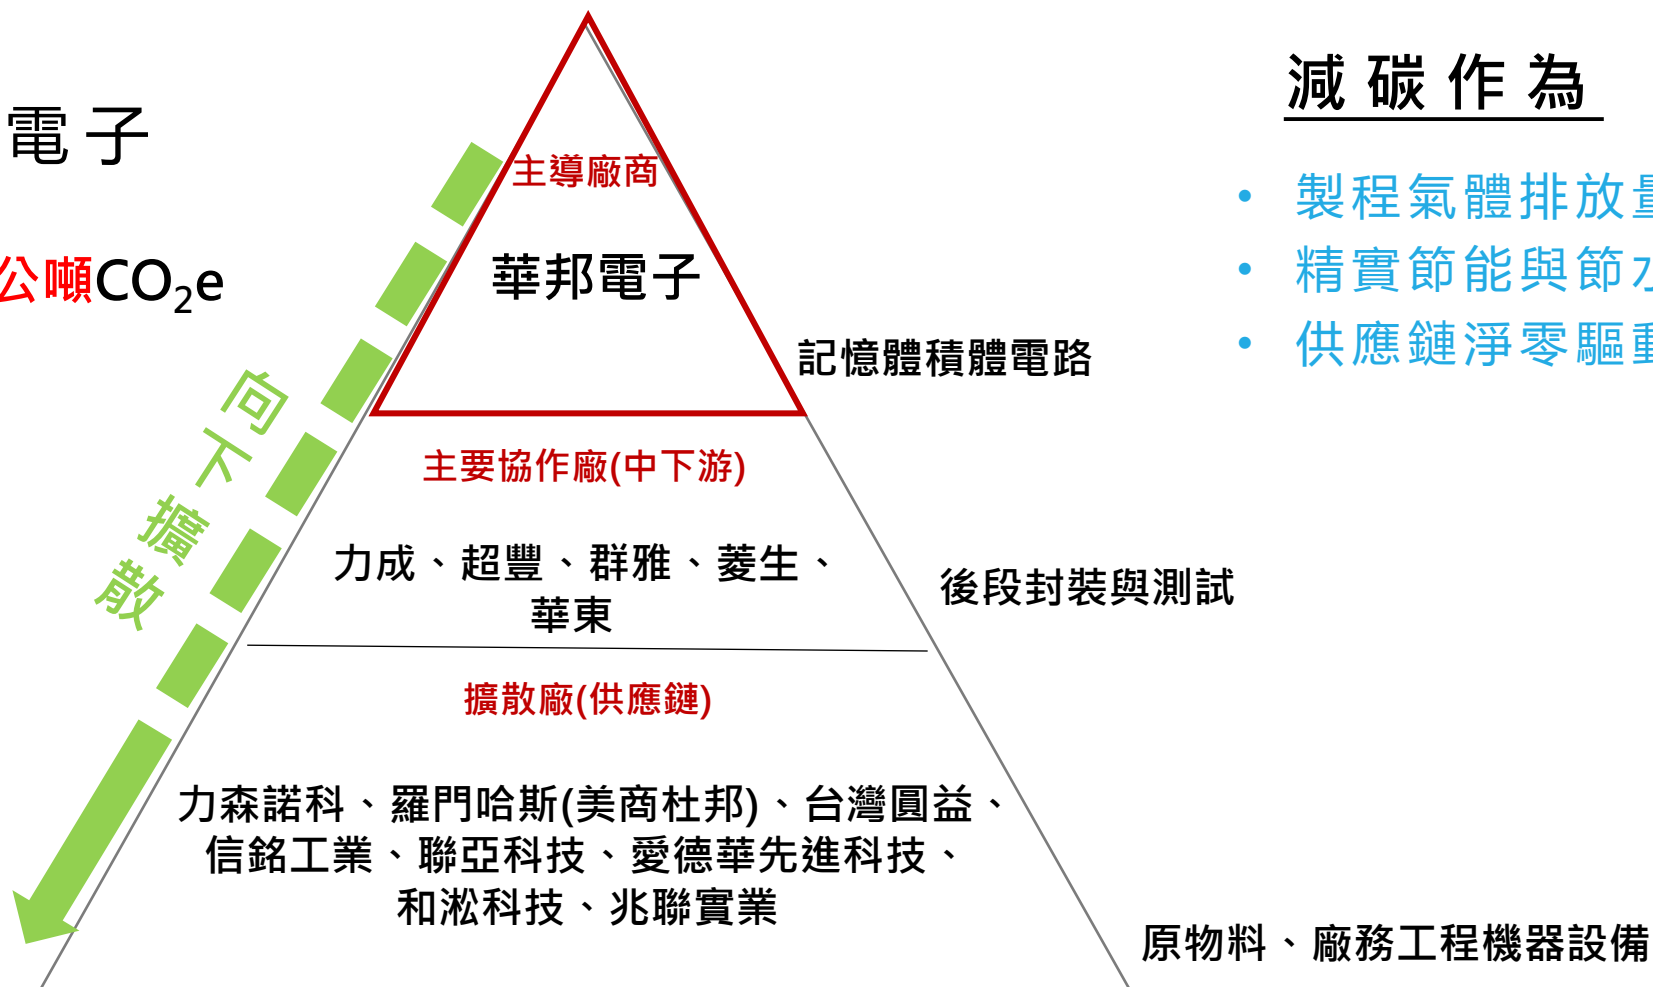 電子
公噸CO₂e
向下擴散
主導廠商
華邦電子
記憶體積體電路
主要協作廠(中下游)
力成、超豐、群雅、菱生、
華東
後段封裝與測試
擴散廠(供應鏈)
力森諾科、羅門哈斯(美商杜邦)、台灣圓益、
信銘工業、聯亞科技、愛德華先進科技、
和淞科技、兆聯實業
原物料、廠務工程機器設備
減碳作為
• 製程氣體排放量
• 精實節能與節水
• 供應鏈淨零驅動